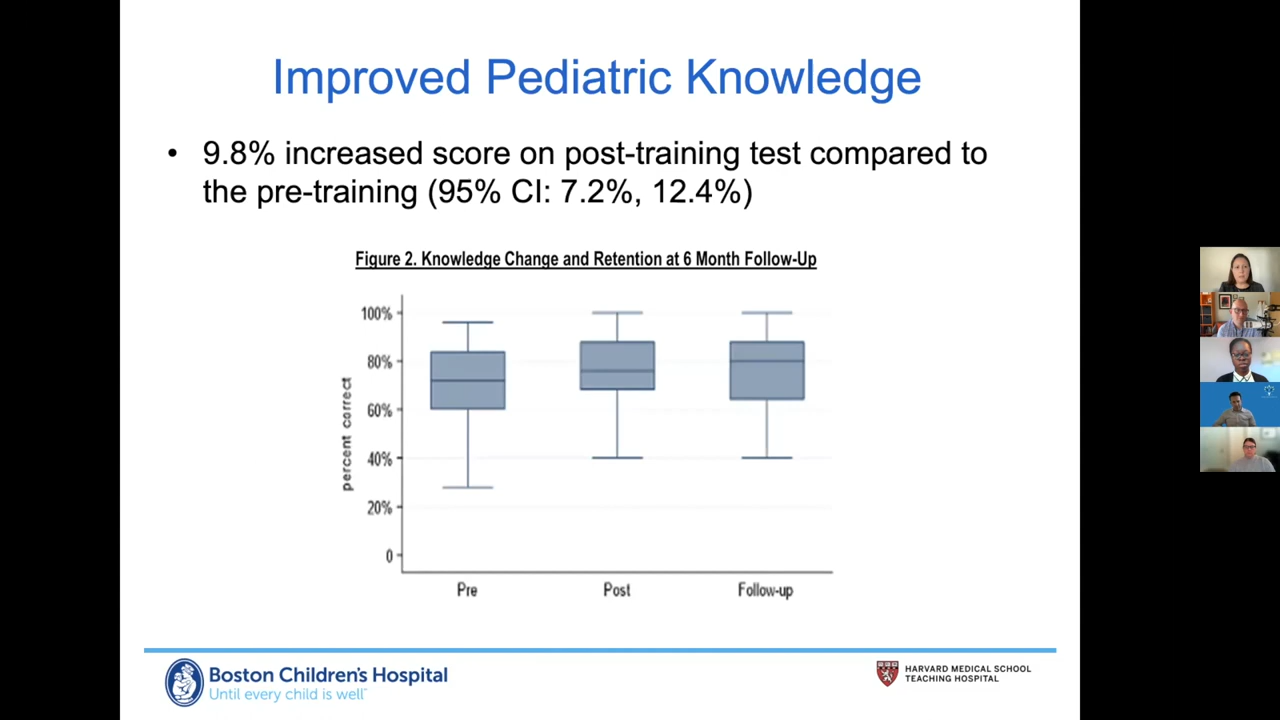 Improved Pediatric Knowledge
• 9.8% increased score on post-training test compared to
the pre-training (95% CI: 7.2%, 12.4%)
Figure 2. Knowledge Change and Retention at 6 Month Follow-Up
percent correct
100%
80%
60%
40%
20%
0
Pre
Post
Follow-up
Boston Children's Hospital
Until every child is well™
HARVARD MEDICAL SCHOOL
TEACHING HOSPITAL